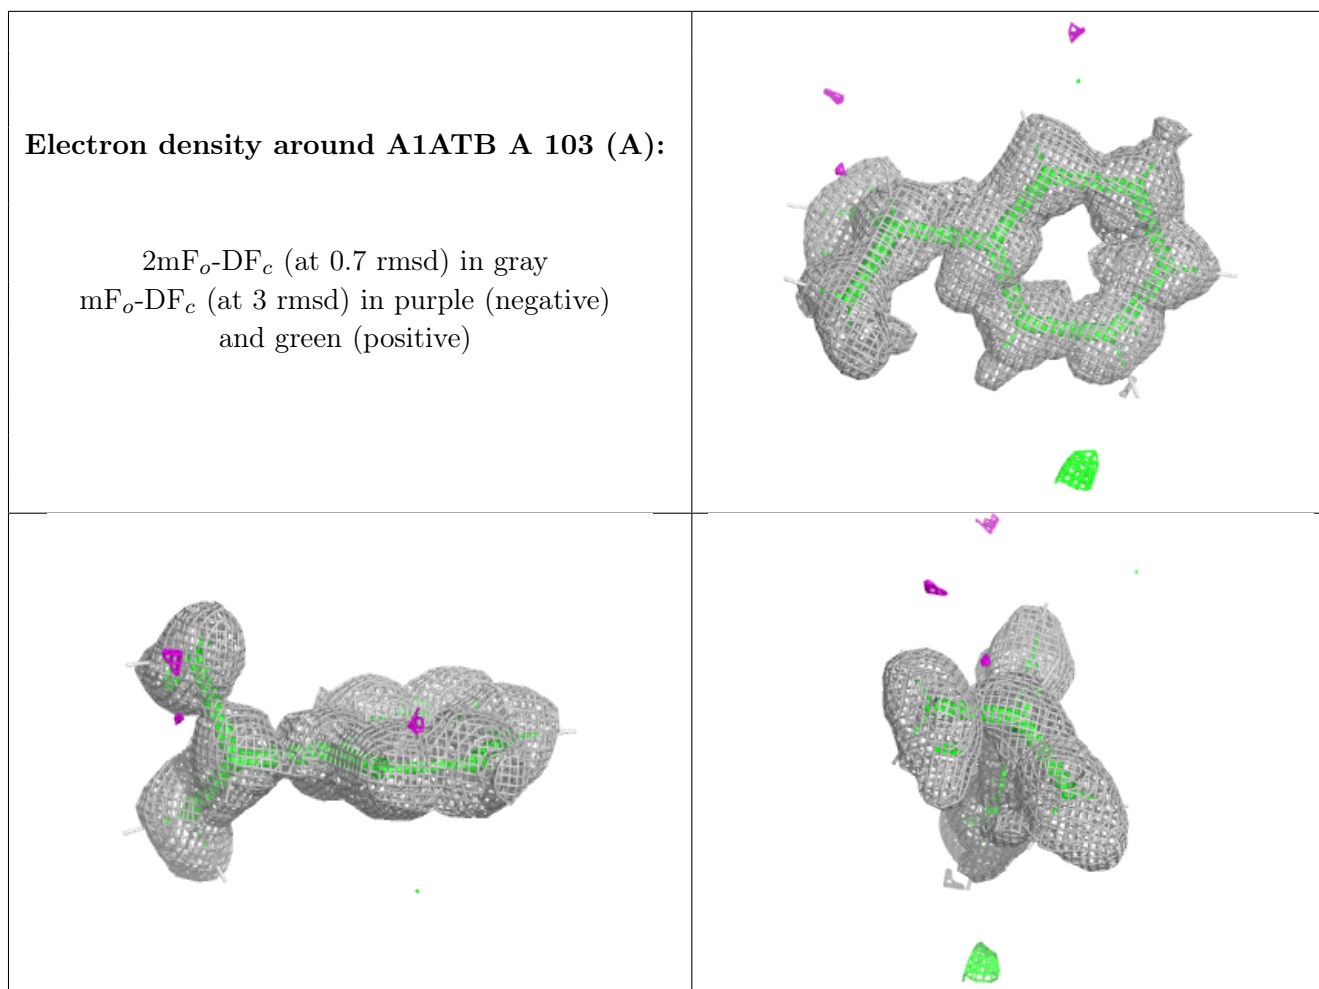 Electron density around A1ATB A 103 (A):
2mFo-DFc (at 0.7 rmsd) in gray
mFo-DFc (at 3 rmsd) in purple (negative)
and green (positive)